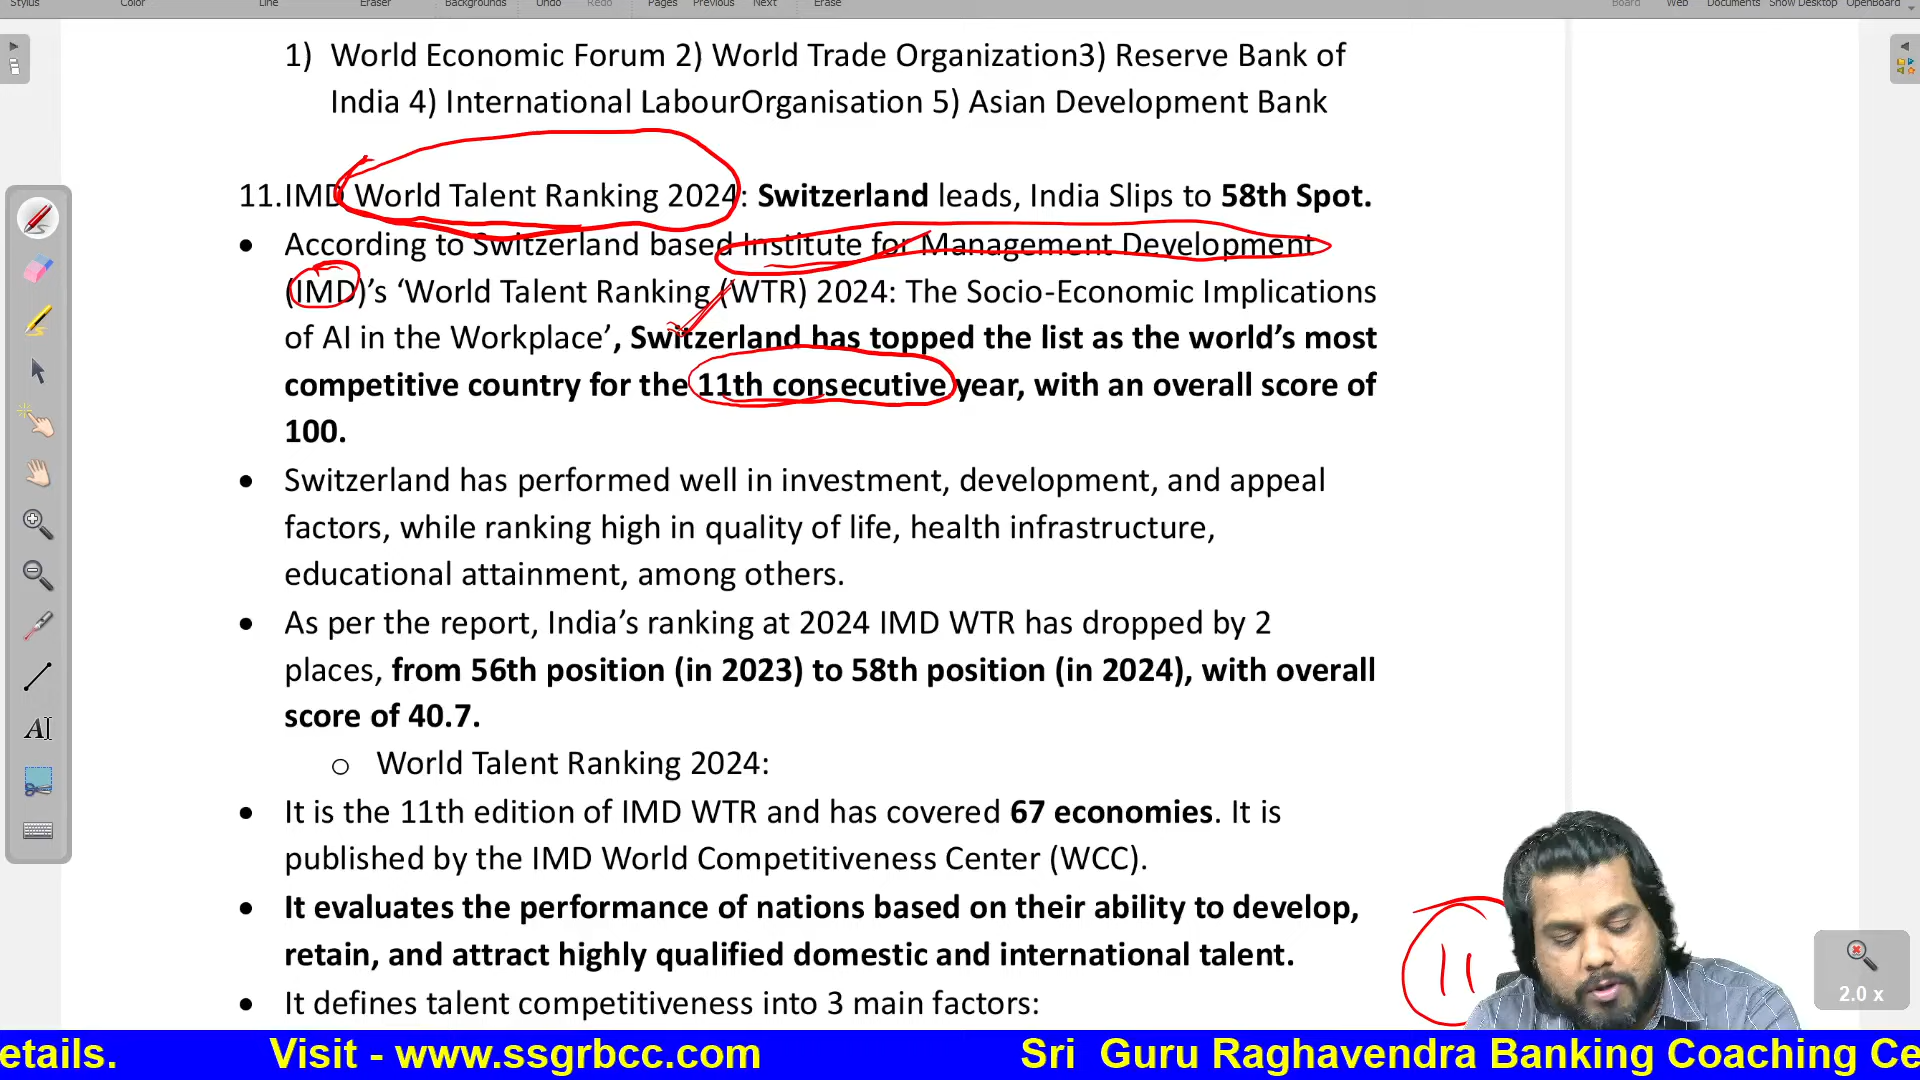 Stylus Color Line Eraser Backgrounds Undo Redo Pages Previous Next Erase Board Web Documents Show Desktop OpenBoard
1) World Economic Forum 2) World Trade Organization3) Reserve Bank of
India 4) International LabourOrganisation 5) Asian Development Bank
11.IMD World Talent Ranking 2024: Switzerland leads, India Slips to 58th Spot.
• According to Switzerland based Institute for Management Development
(IMD)’s ‘World Talent Ranking (WTR) 2024: The Socio-Economic Implications
of AI in the Workplace’, Switzerland has topped the list as the world’s most
competitive country for the 11th consecutive year, with an overall score of
100.
• Switzerland has performed well in investment, development, and appeal
factors, while ranking high in quality of life, health infrastructure,
educational attainment, among others.
• As per the report, India’s ranking at 2024 IMD WTR has dropped by 2
places, from 56th position (in 2023) to 58th position (in 2024), with overall
score of 40.7.
o World Talent Ranking 2024:
• It is the 11th edition of IMD WTR and has covered 67 economies. It is
published by the IMD World Competitiveness Center (WCC).
• It evaluates the performance of nations based on their ability to develop,
retain, and attract highly qualified domestic and international talent.
• It defines talent competitiveness into 3 main factors:
11
2.0 x
etails. Visit - www.ssgrbcc.com Sri Guru Raghavendra Banking Coaching Ce